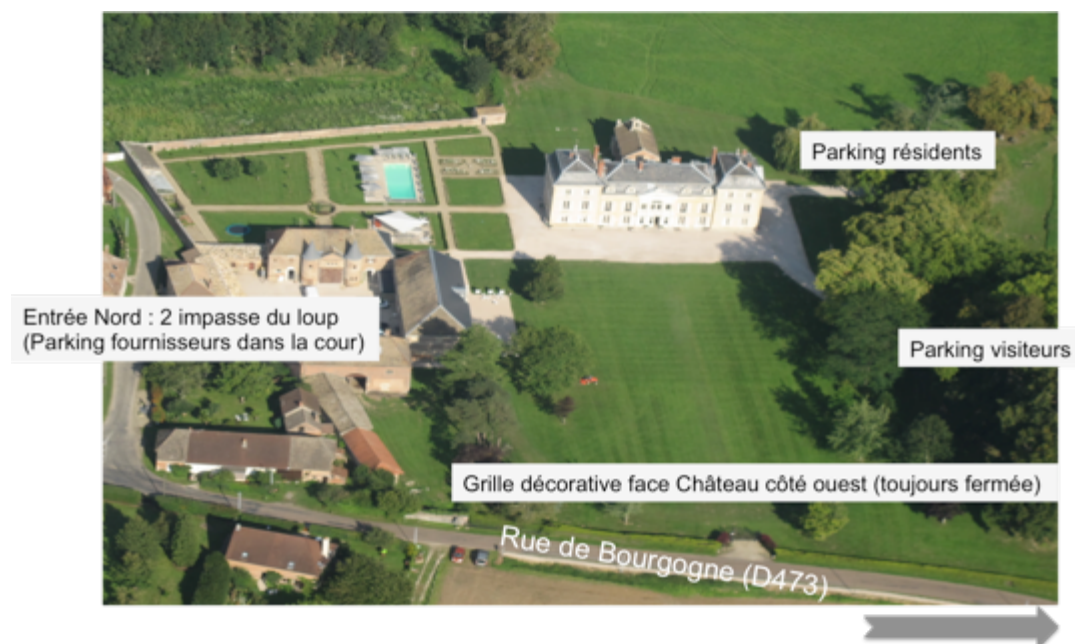 Parking résidents
Entrée Nord : 2 impasse du loup
(Parking fournisseurs dans la cour)
Parking visiteurs
Grille décorative face Château côté ouest (toujours fermée)
Rue de Bourgogne (D473)